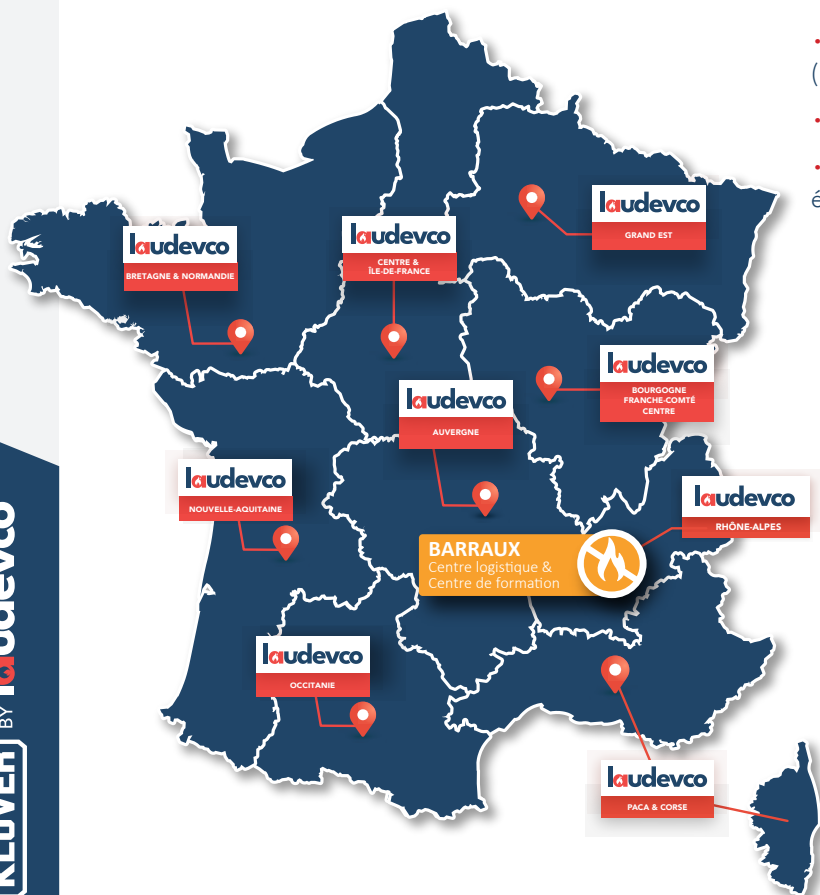 (
é
laudevco
GRAND EST
laudevco
BRETAGNE & NORMANDIE
laudevco
CENTRE &
ÎLE-DE-FRANCE
laudevco
BOURGOGNE
FRANCHE-COMTÉ
CENTRE
laudevco
AUVERGNE
laudevco
NOUVELLE-AQUITAINE
laudevco
RHÔNE-ALPES
BARRAUX
Centre logistique &
Centre de formation
laudevco
OCCITANIE
laudevco
PACA & CORSE
KLUVER BY laudevco